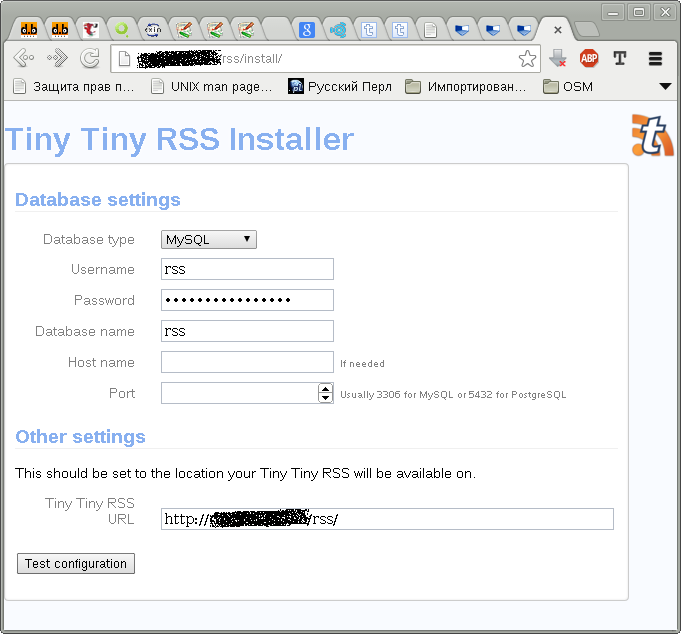 /rss/install/
ABP
T
Защита прав п...
UNIX man page...
Русский Перл
Импортирован...
OSM
Tiny Tiny RSS Installer
Database settings
Database type MySQL
Username rss
Password ••••••••••••••••
Database name rss
Host name If needed
Port Usually 3306 for MySQL or 5432 for PostgreSQL
Other settings
This should be set to the location your Tiny Tiny RSS will be available on.
Tiny Tiny RSS
URL http:// /rss/
Test configuration